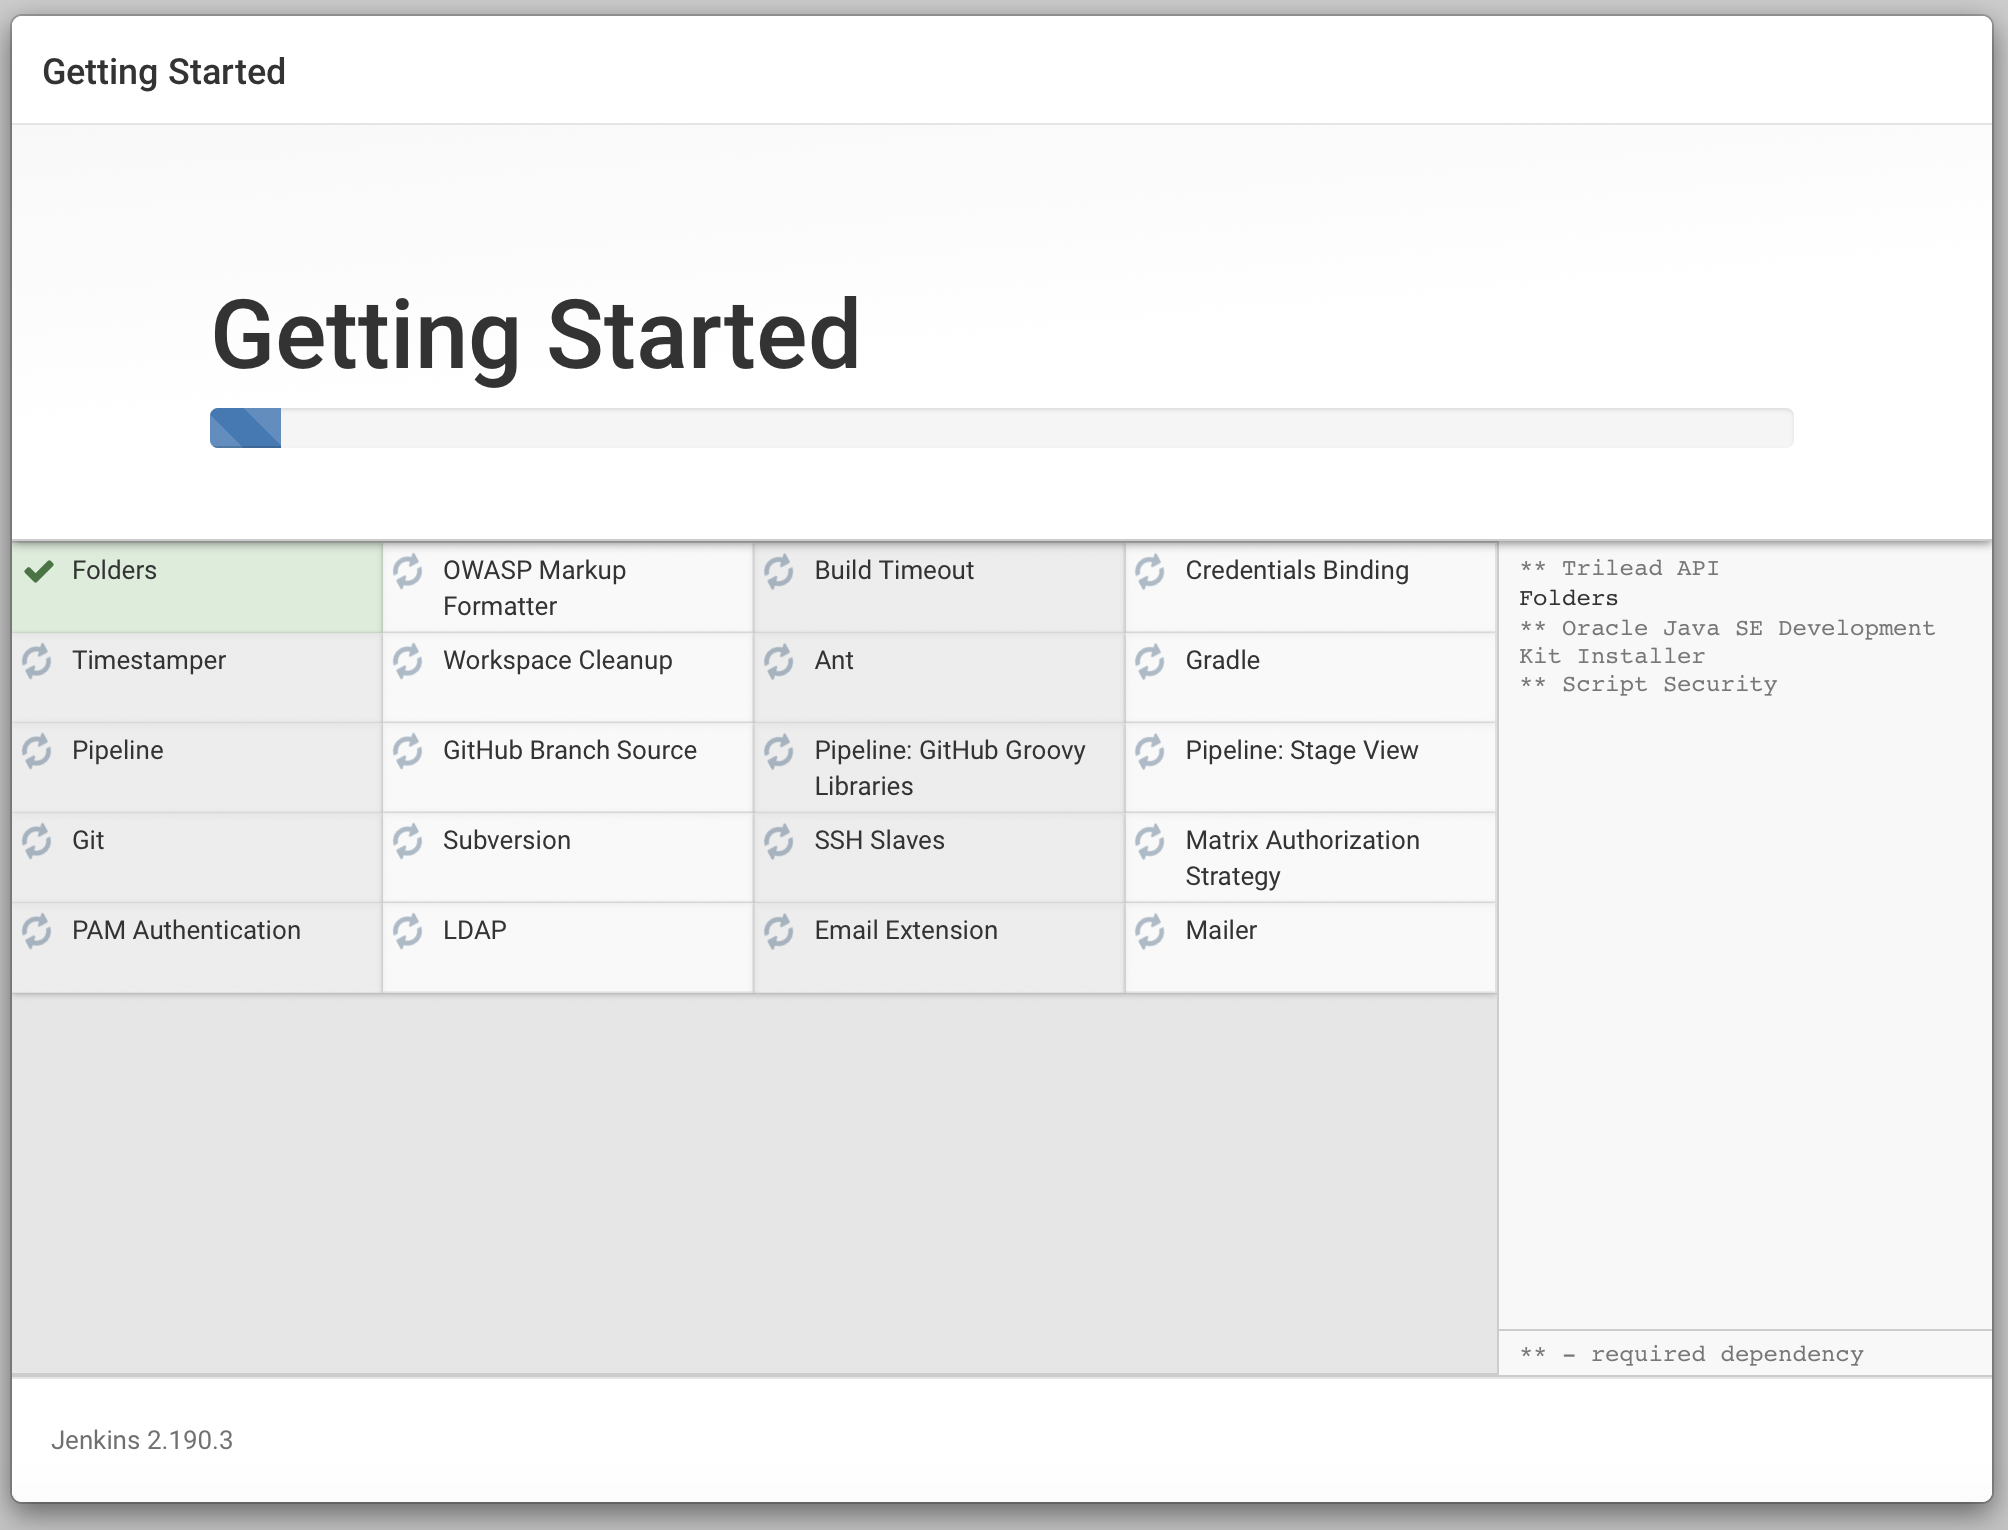 Getting Started
Getting Started
Folders
OWASP Markup
Formatter
Build Timeout
Credentials Binding
Timestamper
Workspace Cleanup
Ant
Gradle
Pipeline
GitHub Branch Source
Pipeline: GitHub Groovy
Libraries
Pipeline: Stage View
Git
Subversion
SSH Slaves
Matrix Authorization
Strategy
PAM Authentication
LDAP
Email Extension
Mailer
** Trilead API
Folders
** Oracle Java SE Development
Kit Installer
** Script Security
** - required dependency
Jenkins 2.190.3